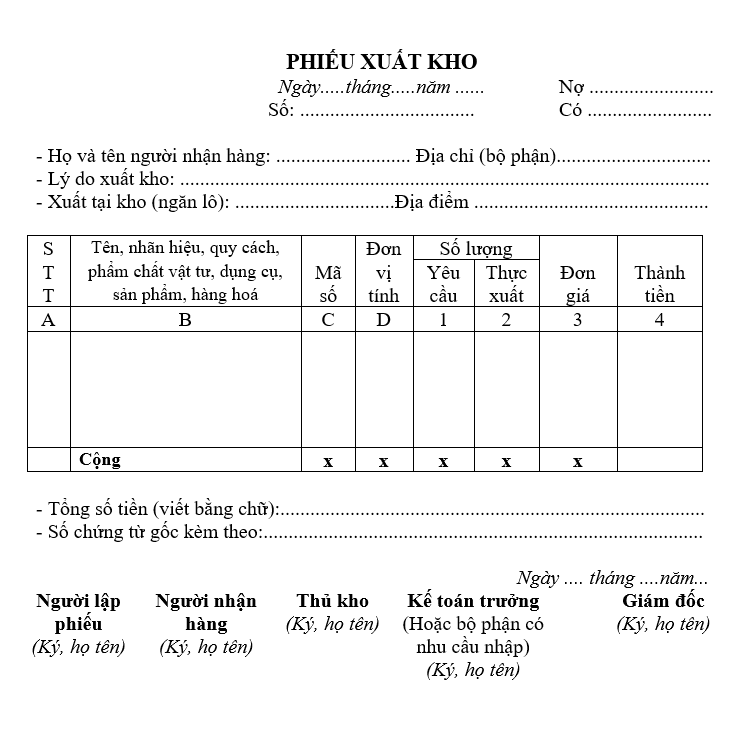 PHIẾU XUẤT KHO
Ngày.....tháng.....năm ...... Nợ ..........................
Số: ................................... Có ..........................
- Họ và tên người nhận hàng: ............................ Địa chỉ (bộ phận)................................
- Lý do xuất kho: ...............................................................................................................
- Xuất tại kho (ngăn lô): .................................Địa điểm .................................................
S T T
Tên, nhãn hiệu, quy cách, phẩm chất vật tư, dụng cụ, sản phẩm, hàng hoá
Mã số
Đơn vị tính
Số lượng
Yêu cầu
Thực xuất
Đơn giá
Thành tiền
A B C D 1 2 3 4
Cộng x x x x x
- Tổng số tiền (viết bằng chữ):.........................................................................................
- Số chứng từ gốc kèm theo:............................................................................................
Ngày .... tháng ....năm...
Người lập phiếu
(Ký, họ tên)
Người nhận hàng
(Ký, họ tên)
Thủ kho
(Ký, họ tên)
Kế toán trưởng
(Hoặc bộ phận có nhu cầu nhập)
(Ký, họ tên)
Giám đốc
(Ký, họ tên)